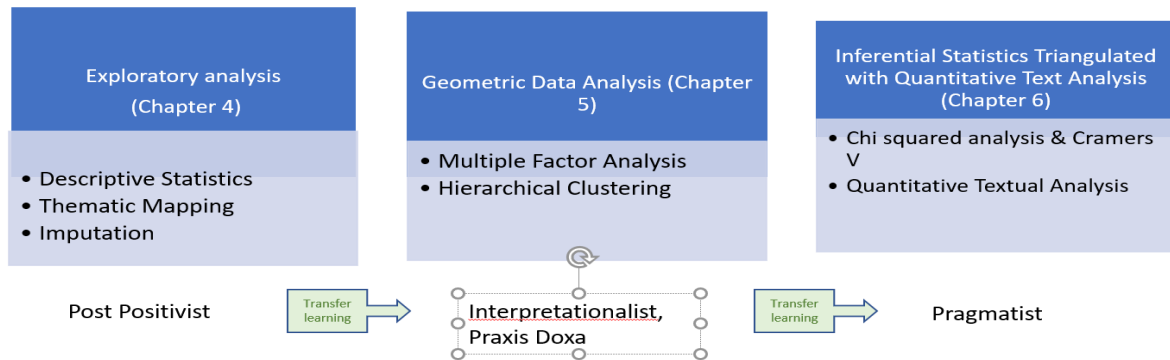 Exploratory analysis
(Chapter 4)
• Descriptive Statistics
• Thematic Mapping
• Imputation
Geometric Data Analysis (Chapter
5)
• Multiple Factor Analysis
• Hierarchical Clustering
Inferential Statistics Triangulated
with Quantitative Text Analysis
(Chapter 6)
• Chi squared analysis & Cramers
V
• Quantitative Textual Analysis
Post Positivist
Transfer
learning
Interpretationalist,
Praxis Doxa
Transfer
learning
Pragmatist